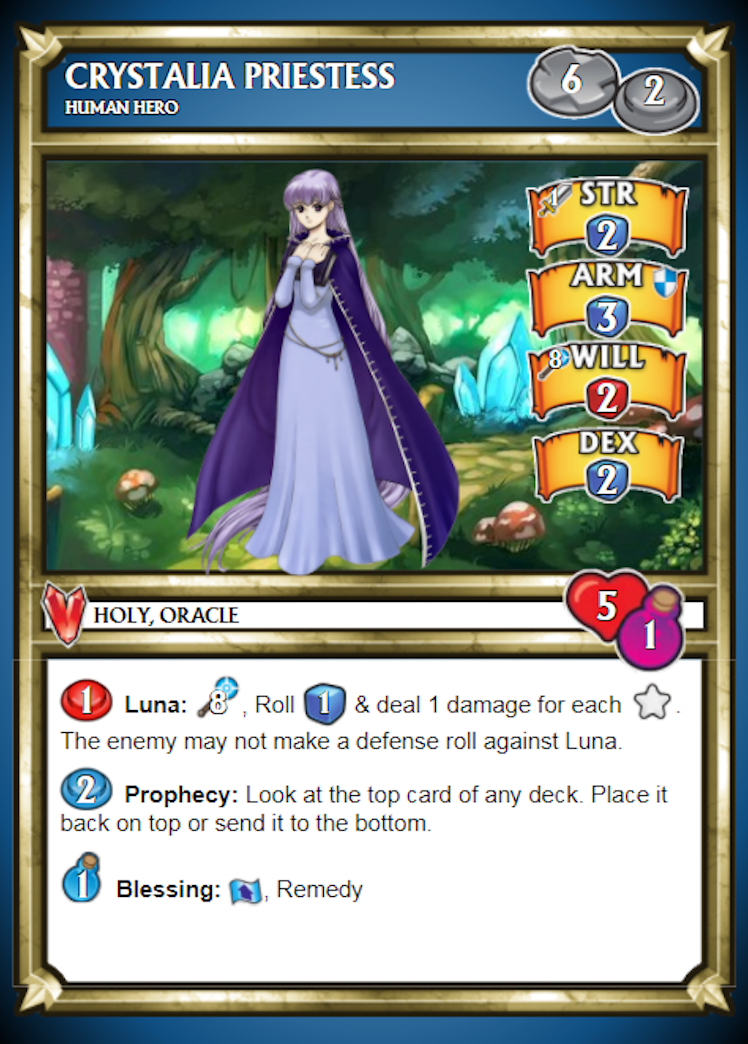 CRYSTALIA PRIESTESS
HUMAN HERO
6 2
1 STR
2
ARM
3
8 WILL
2
DEX
2
HOLY, ORACLE
5
1
1 Luna: 8, Roll 1 & deal 1 damage for each .
The enemy may not make a defense roll against Luna.
2 Prophecy: Look at the top card of any deck. Place it
back on top or send it to the bottom.
1 Blessing: , Remedy